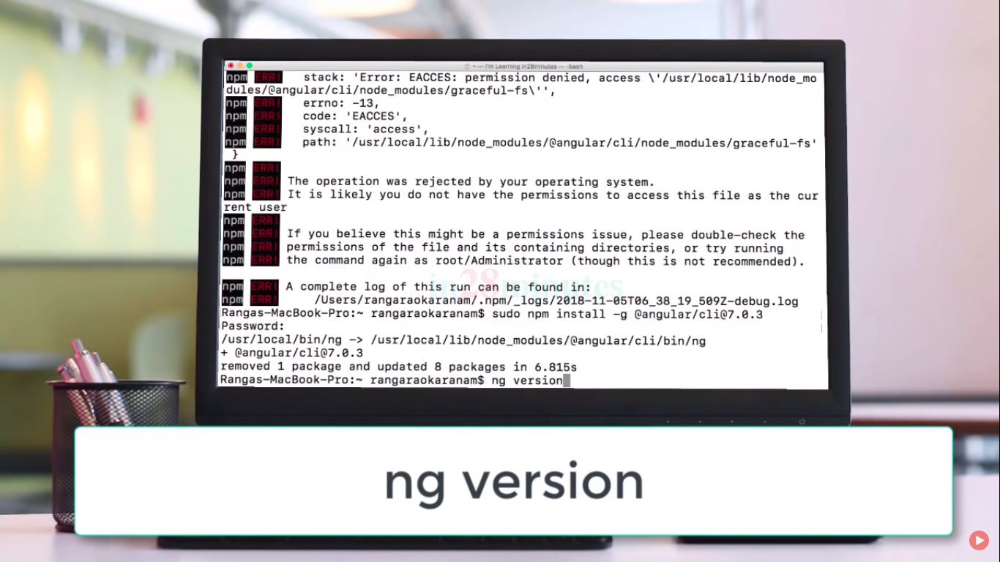 ~ — I'm Learning in28minutes — -bash
npm ERR!   stack: 'Error: EACCES: permission denied, access \'/usr/local/lib/node_mo
dules/@angular/cli/node_modules/graceful-fs\'',
npm ERR!   errno: -13,
npm ERR!   code: 'EACCES',
npm ERR!   syscall: 'access',
npm ERR!   path: '/usr/local/lib/node_modules/@angular/cli/node_modules/graceful-fs'
}
npm ERR!
npm ERR! The operation was rejected by your operating system.
npm ERR! It is likely you do not have the permissions to access this file as the cur
rent user
npm ERR!
npm ERR! If you believe this might be a permissions issue, please double-check the
npm ERR! permissions of the file and its containing directories, or try running
npm ERR! the command again as root/Administrator (though this is not recommended).
in28minutes
npm ERR! A complete log of this run can be found in:
npm ERR!     /Users/rangaraokaranam/.npm/_logs/2018-11-05T06_38_19_509Z-debug.log
Rangas-MacBook-Pro:~ rangaraokaranam$ sudo npm install -g @angular/cli@7.0.3
Password:
/usr/local/bin/ng -> /usr/local/lib/node_modules/@angular/cli/bin/ng
+ @angular/cli@7.0.3
removed 1 package and updated 8 packages in 6.815s
Rangas-MacBook-Pro:~ rangaraokaranam$ ng version
ng version